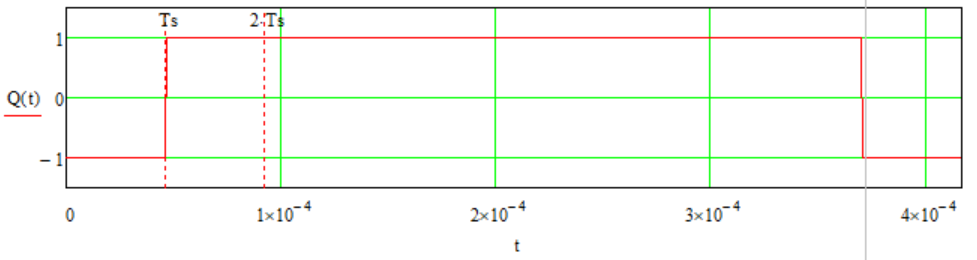 Ts 2·Ts
1
Q(t) 0
−1
0 1×10⁻⁴ 2×10⁻⁴ 3×10⁻⁴ 4×10⁻⁴
t